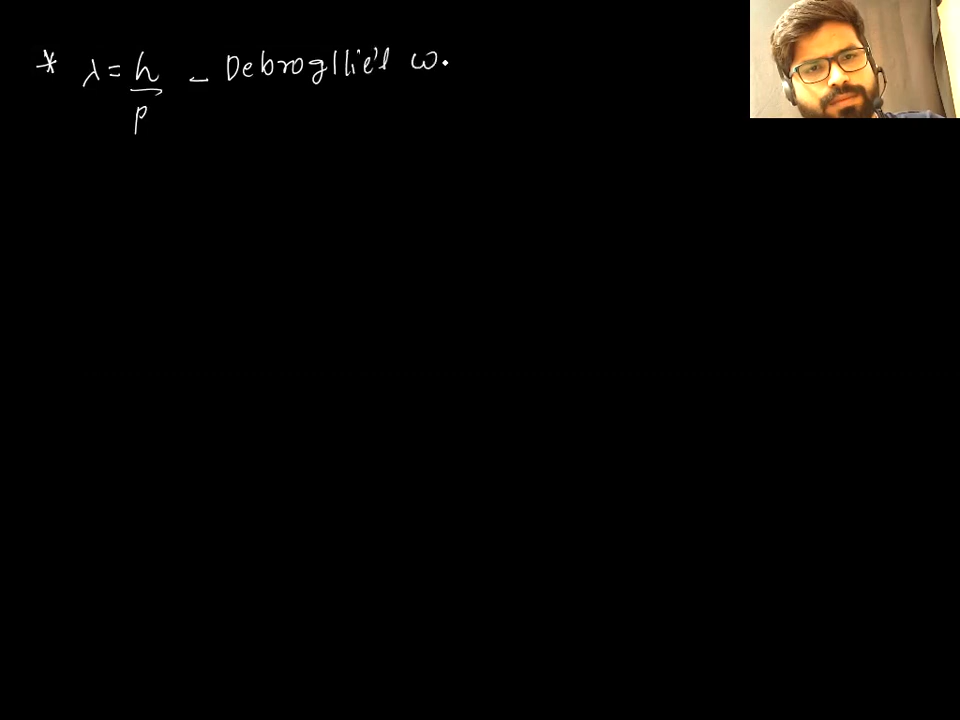 * λ = h/p - Debrogllie's w.